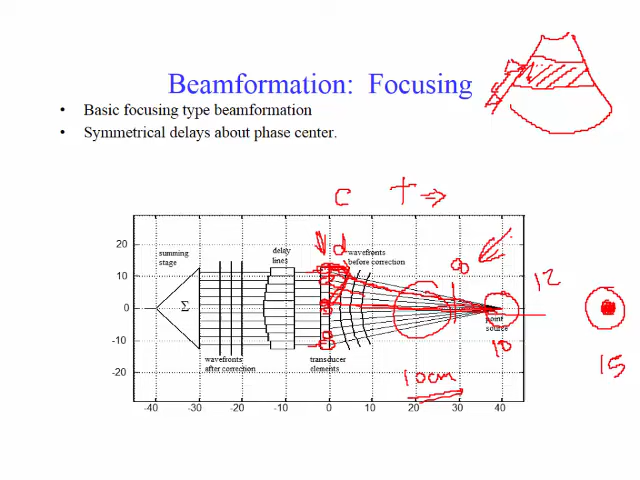 Beamformation: Focusing
• Basic focusing type beamformation
• Symmetrical delays about phase center.
C T →
20
10
0
-10
-20
summing
stage
Σ
wavefronts
after correction
delay
lines
d
transducer
elements
wavefronts
before correction
8
12
point
source
10
15
10cm
-40 -30 -20 -10 0 10 20 30 40